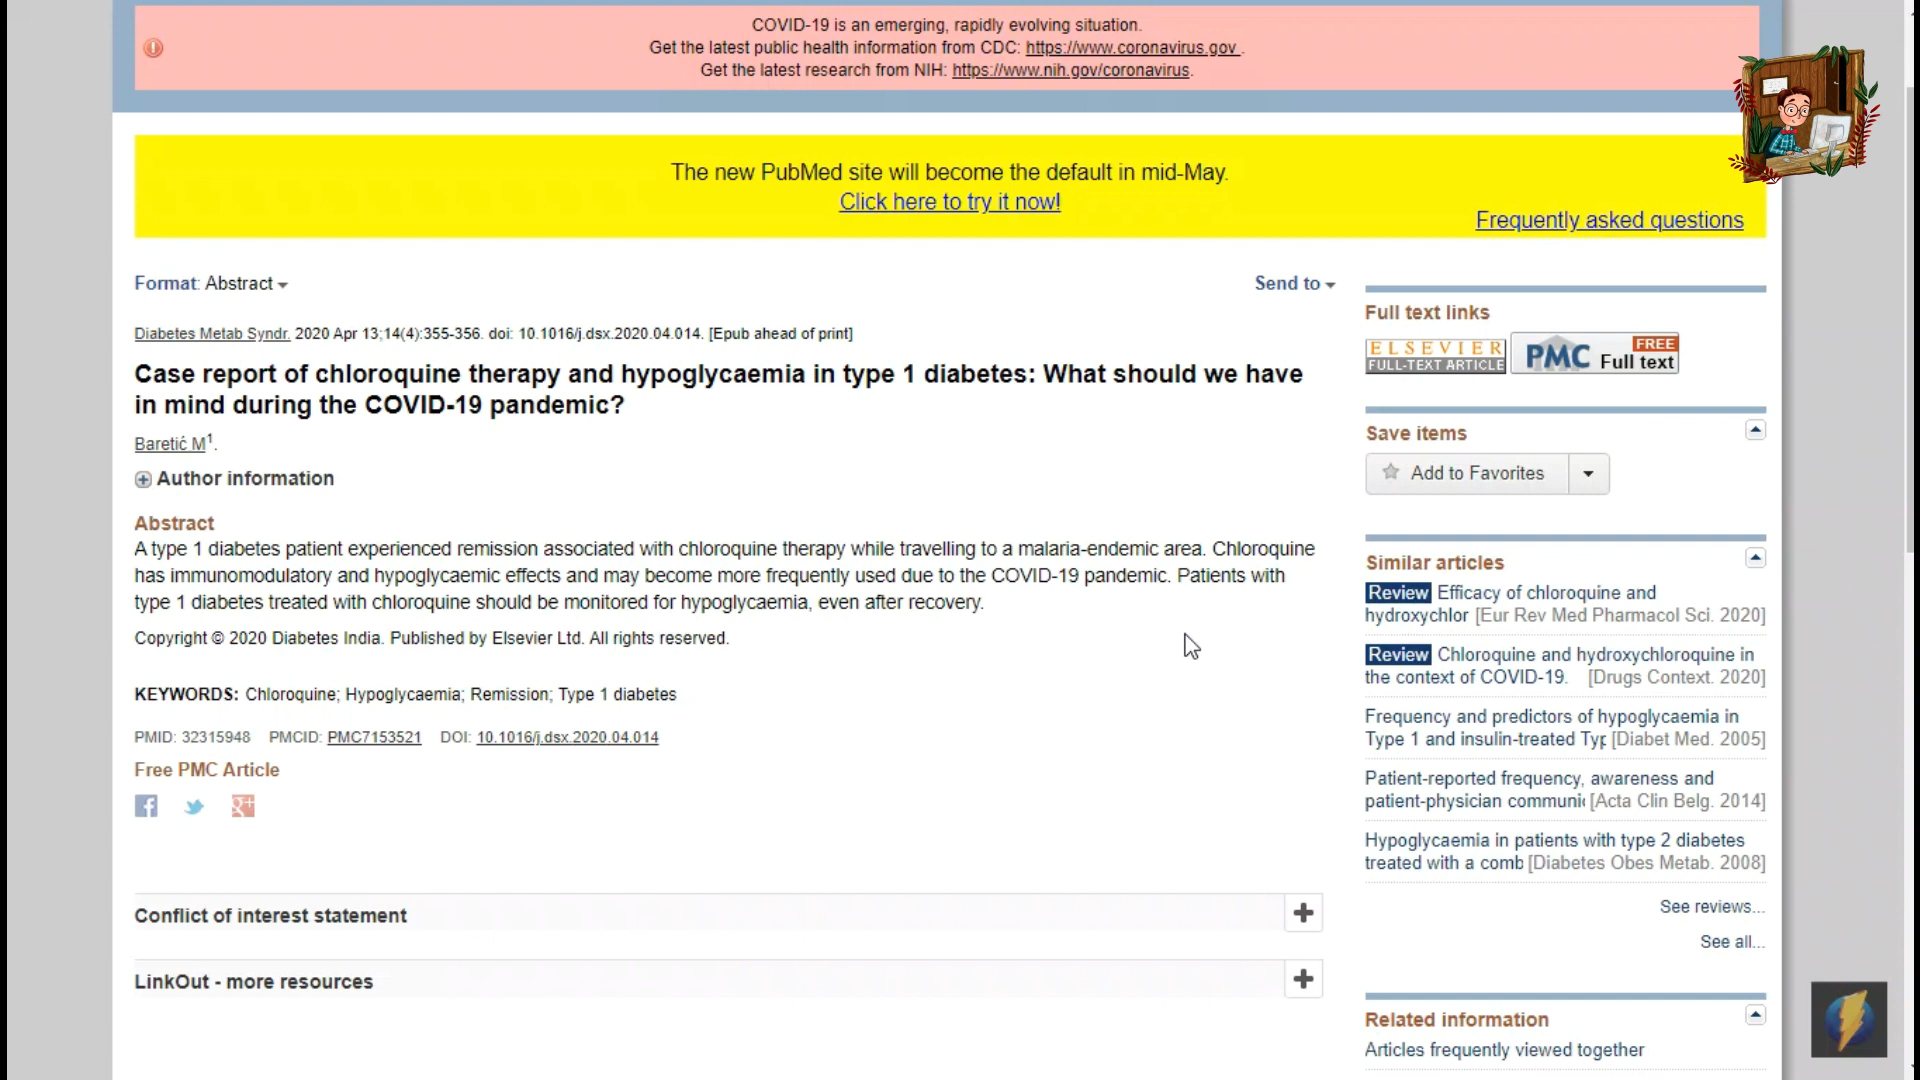 COVID-19 is an emerging, rapidly evolving situation.
Get the latest public health information from CDC: https://www.coronavirus.gov .
Get the latest research from NIH: https://www.nih.gov/coronavirus.
The new PubMed site will become the default in mid-May.
Click here to try it now!
Frequently asked questions
Format: Abstract
Send to
Diabetes Metab Syndr. 2020 Apr 13;14(4):355-356. doi: 10.1016/j.dsx.2020.04.014. [Epub ahead of print]
Case report of chloroquine therapy and hypoglycaemia in type 1 diabetes: What should we have
in mind during the COVID-19 pandemic?
Baretić M1.
Author information
Abstract
A type 1 diabetes patient experienced remission associated with chloroquine therapy while travelling to a malaria-endemic area. Chloroquine
has immunomodulatory and hypoglycaemic effects and may become more frequently used due to the COVID-19 pandemic. Patients with
type 1 diabetes treated with chloroquine should be monitored for hypoglycaemia, even after recovery.
Copyright © 2020 Diabetes India. Published by Elsevier Ltd. All rights reserved.
KEYWORDS: Chloroquine; Hypoglycaemia; Remission; Type 1 diabetes
PMID: 32315948 PMCID: PMC7153521 DOI: 10.1016/j.dsx.2020.04.014
Free PMC Article
Conflict of interest statement
LinkOut - more resources
Full text links
ELSEVIER
FULL-TEXT ARTICLE
PMC FREE
Full text
Save items
Add to Favorites
Similar articles
Review Efficacy of chloroquine and
hydroxychlor [Eur Rev Med Pharmacol Sci. 2020]
Review Chloroquine and hydroxychloroquine in
the context of COVID-19. [Drugs Context. 2020]
Frequency and predictors of hypoglycaemia in
Type 1 and insulin-treated Typ [Diabet Med. 2005]
Patient-reported frequency, awareness and
patient-physician communic [Acta Clin Belg. 2014]
Hypoglycaemia in patients with type 2 diabetes
treated with a comb [Diabetes Obes Metab. 2008]
See reviews...
See all...
Related information
Articles frequently viewed together